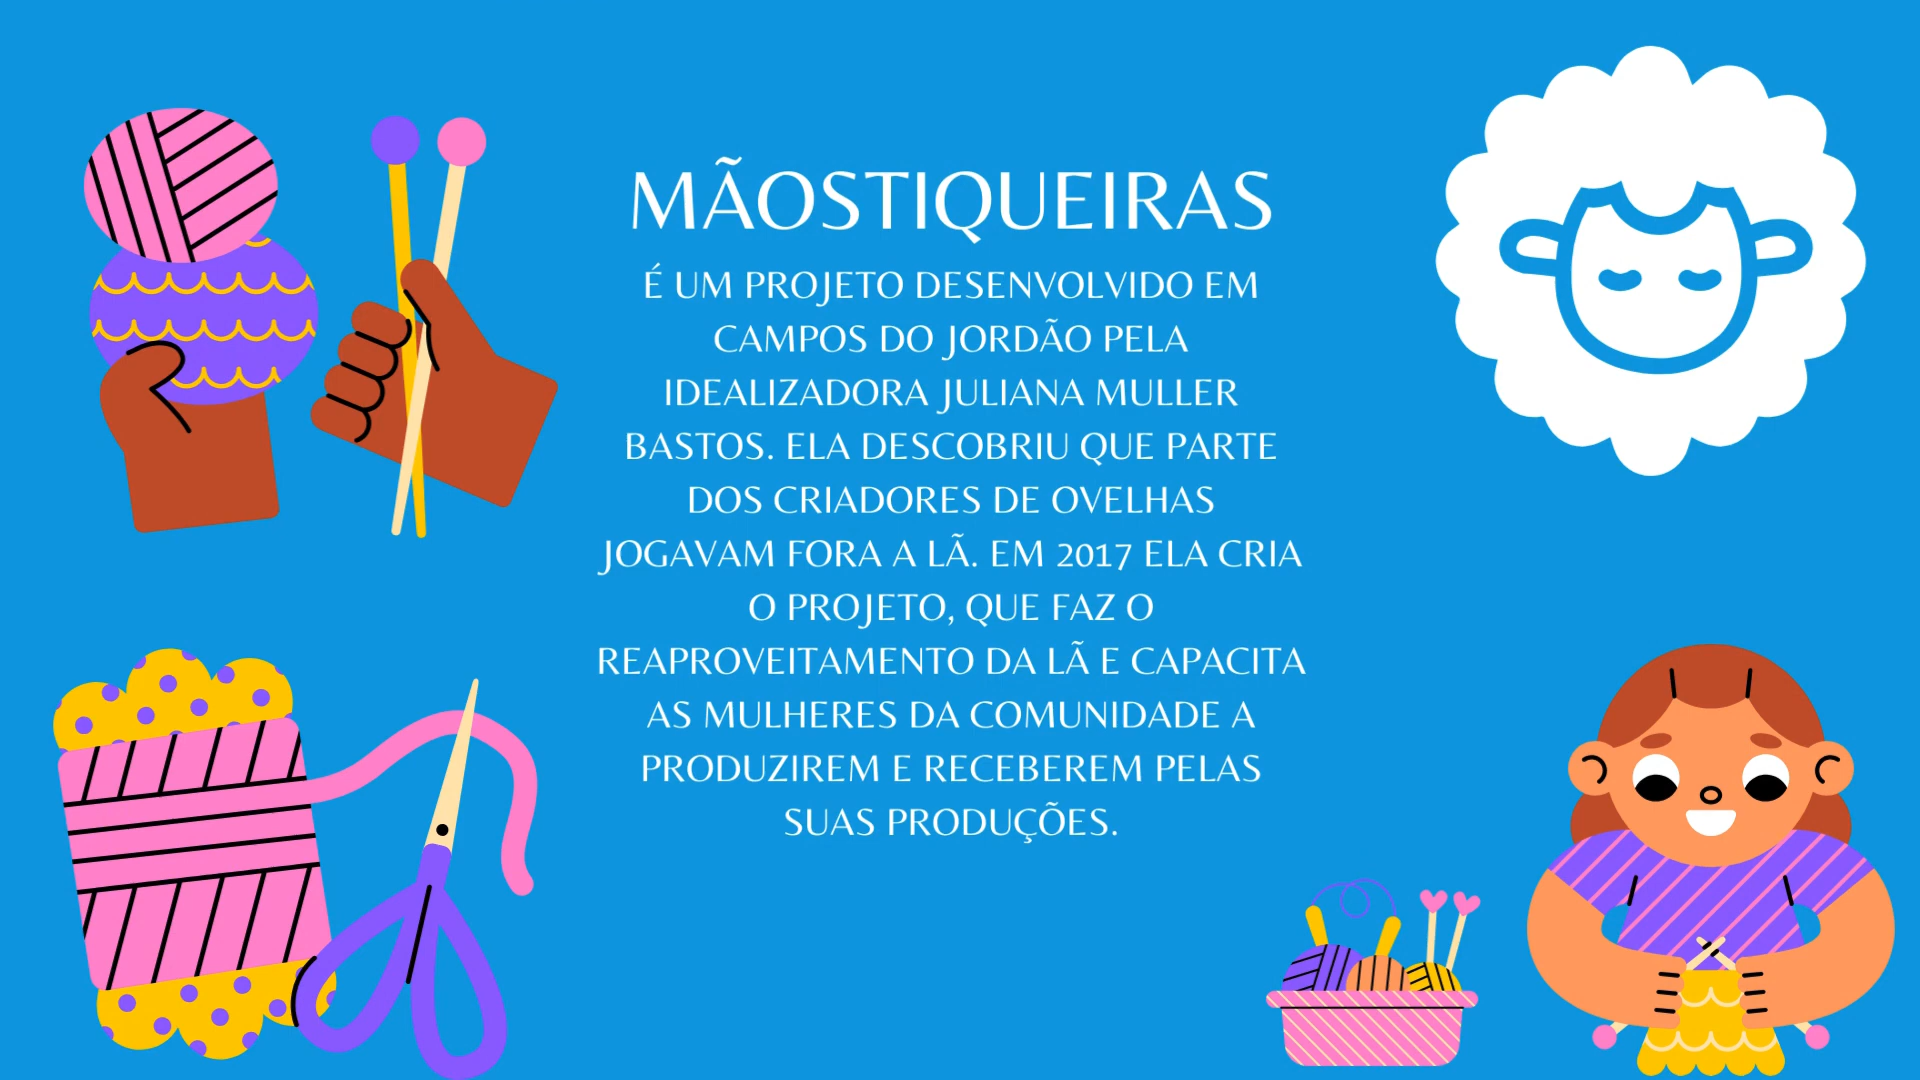 MÃOSTIQUEIRAS
É UM PROJETO DESENVOLVIDO EM
CAMPOS DO JORDÃO PELA
IDEALIZADORA JULIANA MULLER
BASTOS. ELA DESCOBRIU QUE PARTE
DOS CRIADORES DE OVELHAS
JOGAVAM FORA A LÃ. EM 2017 ELA CRIA
O PROJETO, QUE FAZ O
REAPROVEITAMENTO DA LÃ E CAPACITA
AS MULHERES DA COMUNIDADE A
PRODUZIREM E RECEBEREM PELAS
SUAS PRODUÇÕES.